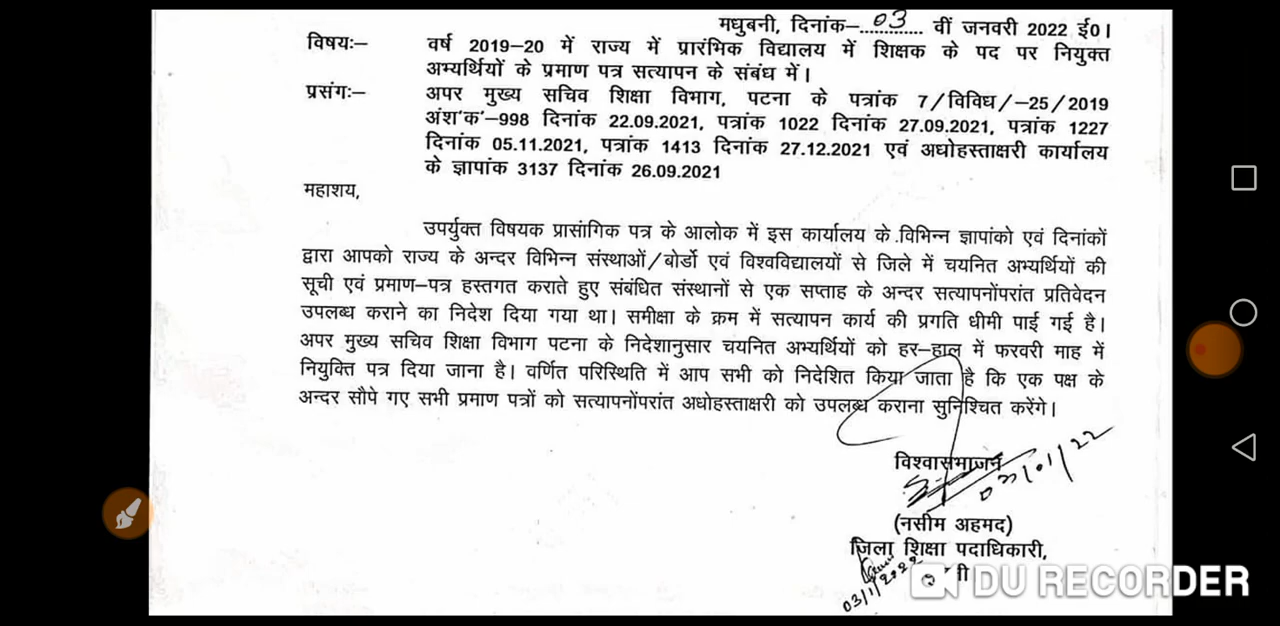 मधुबनी, दिनांक–...03... वीं जनवरी 2022 ई0।
विषयः– वर्ष 2019–20 में राज्य में प्रारंभिक विद्यालय में शिक्षक के पद पर नियुक्त
अभ्यर्थियों के प्रमाण पत्र सत्यापन के संबंध में।
प्रसंगः– अपर मुख्य सचिव शिक्षा विभाग, पटना के पत्रांक 7/विविध/–25/2019
अंश'क'–998 दिनांक 22.09.2021, पत्रांक 1022 दिनांक 27.09.2021, पत्रांक 1227
दिनांक 05.11.2021, पत्रांक 1413 दिनांक 27.12.2021 एवं अधोहस्ताक्षरी कार्यालय
के ज्ञापांक 3137 दिनांक 26.09.2021
महाशय,
उपर्युक्त विषयक प्रासांगिक पत्र के आलोक में इस कार्यालय के विभिन्न ज्ञापांको एवं दिनांकों
द्वारा आपको राज्य के अन्दर विभिन्न संस्थाओं/बोर्डो एवं विश्वविद्यालयों से जिले में चयनित अभ्यर्थियों की
सूची एवं प्रमाण–पत्र हस्तगत कराते हुए संबंधित संस्थानों से एक सप्ताह के अन्दर सत्यापनोंपरांत प्रतिवेदन
उपलब्ध कराने का निदेश दिया गया था। समीक्षा के क्रम में सत्यापन कार्य की प्रगति धीमी पाई गई है।
अपर मुख्य सचिव शिक्षा विभाग पटना के निदेशानुसार चयनित अभ्यर्थियों को हर–हाल में फरवरी माह में
नियुक्ति पत्र दिया जाना है। वर्णित परिस्थिति में आप सभी को निदेशित किया जाता है कि एक पक्ष के
अन्दर सौपे गए सभी प्रमाण पत्रों को सत्यापनोंपरांत अधोहस्ताक्षरी को उपलब्ध कराना सुनिश्चित करेंगे।
विश्वासभाजन
03/01/22
(नसीम अहमद)
जिला शिक्षा पदाधिकारी,
03/1/2022
DU RECORDER